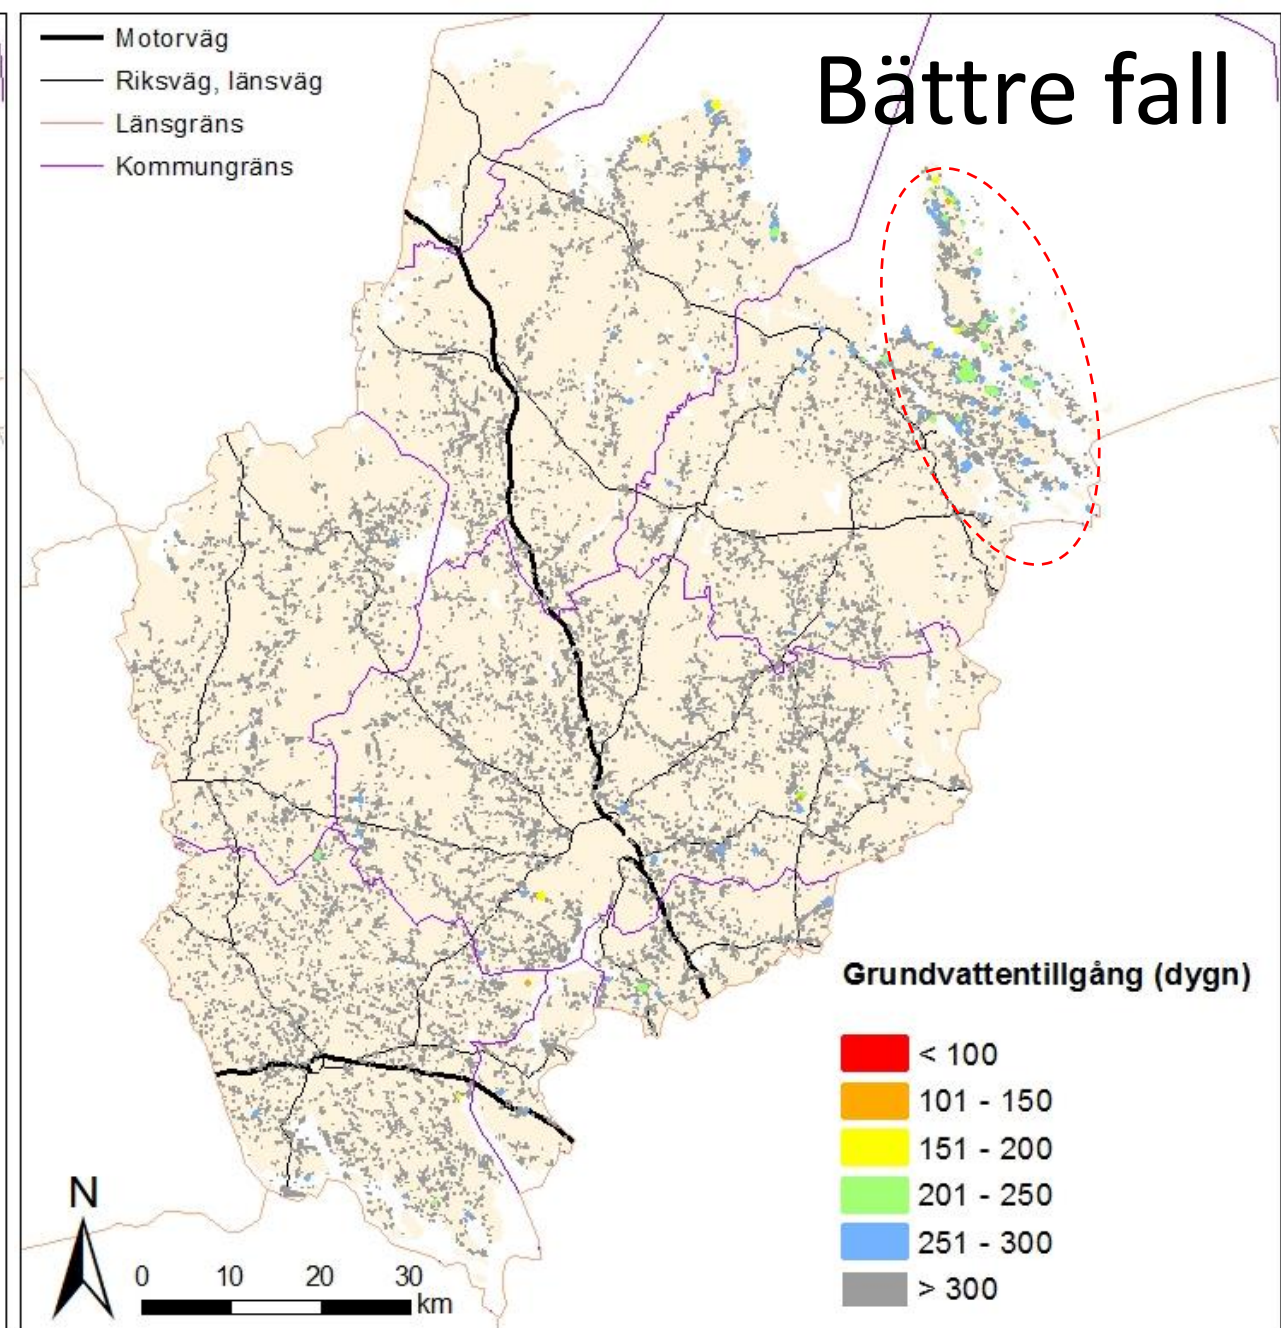 Motorväg
Riksväg, länsväg
Länsgräns
Kommungräns
Bättre fall
Grundvattentillgång (dygn)
< 100
101 - 150
151 - 200
201 - 250
251 - 300
> 300
N
0 10 20 30
km